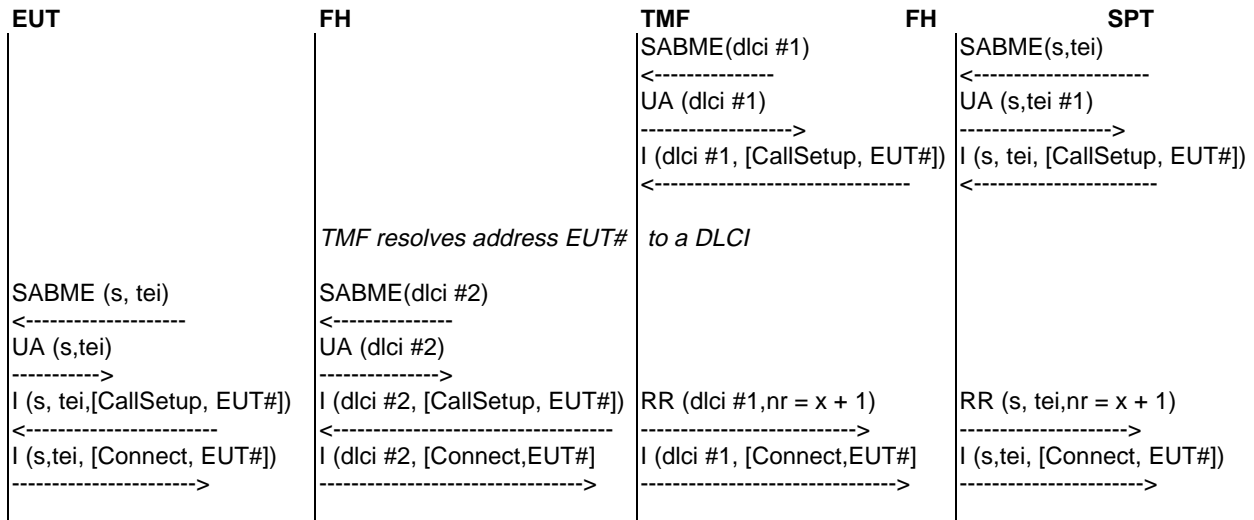 EUT FH TMF FH SPT
SABME(dlci #1) SABME(s,tei)
<--------------- <----------------------
UA (dlci #1) UA (s,tei #1)
-------------------> ------------------->
I (dlci #1, [CallSetup, EUT#]) I (s, tei, [CallSetup, EUT#])
<-------------------------------- <-----------------------
TMF resolves address EUT# to a DLCI
SABME (s, tei) SABME(dlci #2)
<-------------------- <---------------
UA (s,tei) UA (dlci #2)
-----------> --------------->
I (s, tei,[CallSetup, EUT#]) I (dlci #2, [CallSetup, EUT#]) RR (dlci #1,nr = x + 1) RR (s, tei,nr = x + 1)
<------------------------ <----------------------------------- ---------------------------> --------------------->
I (s,tei, [Connect, EUT#]) I (dlci #2, [Connect,EUT#] I (dlci #1, [Connect,EUT#] I (s,tei, [Connect, EUT#])
-----------------------> ---------------------------------> --------------------------------> ----------------------->